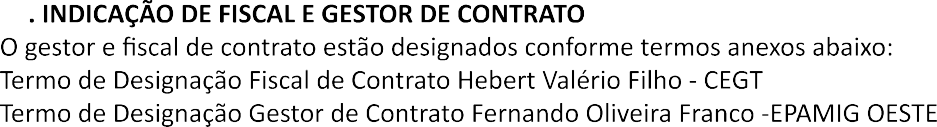 . INDICAÇÃO DE FISCAL E GESTOR DE CONTRATO
O gestor e fiscal de contrato estão designados conforme termos anexos abaixo:
Termo de Designação Fiscal de Contrato Hebert Valério Filho - CEGT
Termo de Designação Gestor de Contrato Fernando Oliveira Franco -EPAMIG OESTE